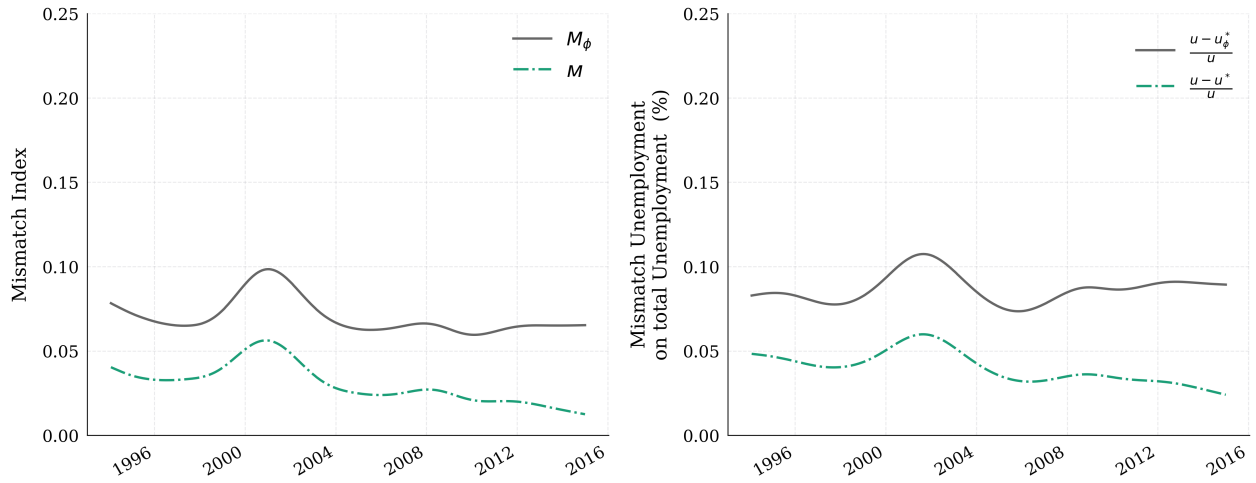 Mismatch Index
0.25
0.20
0.15
0.10
0.05
0.00
M_ϕ
M
1996
2000
2004
2008
2012
2016
Mismatch Unemployment
on total Unemployment (%)
0.25
0.20
0.15
0.10
0.05
0.00
u − u*_ϕ
u
u − u*
u
1996
2000
2004
2008
2012
2016